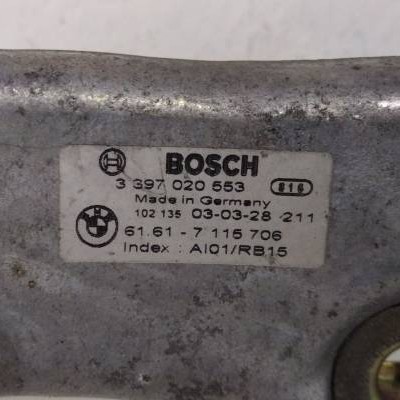 BOSCH
3 397 020 553 816
Made in Germany
102 135 03-03-28 211
61.61 - 7 115 706
Index : AI01/RB15